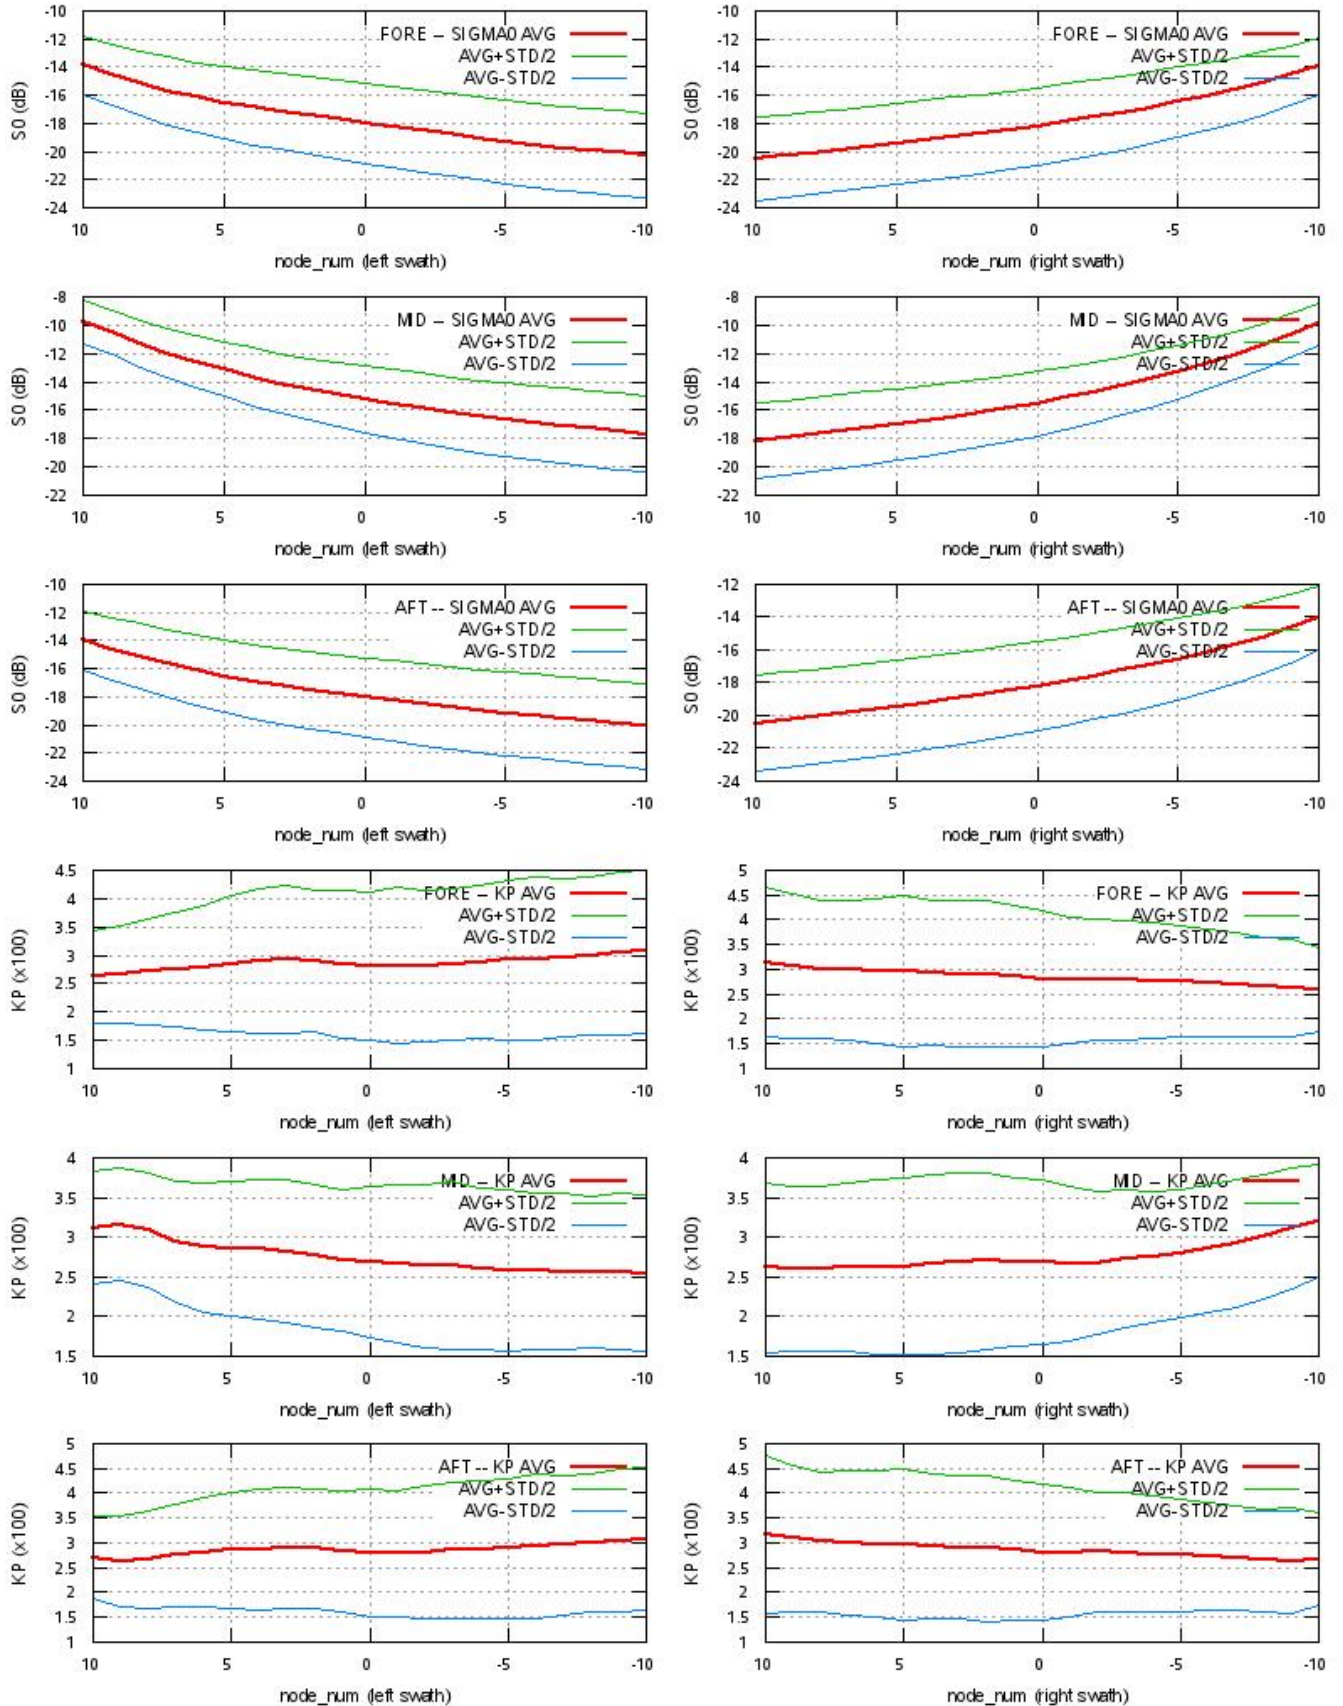 -10
-12
-14
-16
-18
-20
-22
-24
S0 (dB)
FORE -- SIGMA0 AVG
AVG+STD/2
AVG-STD/2
10 5 0 -5 -10
node_num (left swath)
-10
-12
-14
-16
-18
-20
-22
-24
S0 (dB)
FORE -- SIGMA0 AVG
AVG+STD/2
AVG-STD/2
10 5 0 -5 -10
node_num (right swath)
-8
-10
-12
-14
-16
-18
-20
-22
S0 (dB)
MID -- SIGMA0 AVG
AVG+STD/2
AVG-STD/2
10 5 0 -5 -10
node_num (left swath)
-8
-10
-12
-14
-16
-18
-20
-22
S0 (dB)
MID -- SIGMA0 AVG
AVG+STD/2
AVG-STD/2
10 5 0 -5 -10
node_num (right swath)
-10
-12
-14
-16
-18
-20
-22
-24
S0 (dB)
AFT -- SIGMA0 AVG
AVG+STD/2
AVG-STD/2
10 5 0 -5 -10
node_num (left swath)
-12
-14
-16
-18
-20
-22
-24
S0 (dB)
AFT -- SIGMA0 AVG
AVG+STD/2
AVG-STD/2
10 5 0 -5 -10
node_num (right swath)
4.5
4
3.5
3
2.5
2
1.5
1
KP (x100)
FORE -- KP AVG
AVG+STD/2
AVG-STD/2
10 5 0 -5 -10
node_num (left swath)
5
4.5
4
3.5
3
2.5
2
1.5
1
KP (x100)
FORE -- KP AVG
AVG+STD/2
AVG-STD/2
10 5 0 -5 -10
node_num (right swath)
4
3.5
3
2.5
2
1.5
KP (x100)
MID -- KP AVG
AVG+STD/2
AVG-STD/2
10 5 0 -5 -10
node_num (left swath)
4
3.5
3
2.5
2
1.5
KP (x100)
MID -- KP AVG
AVG+STD/2
AVG-STD/2
10 5 0 -5 -10
node_num (right swath)
5
4.5
4
3.5
3
2.5
2
1.5
1
KP (x100)
AFT -- KP AVG
AVG+STD/2
AVG-STD/2
10 5 0 -5 -10
node_num (left swath)
5
4.5
4
3.5
3
2.5
2
1.5
1
KP (x100)
AFT -- KP AVG
AVG+STD/2
AVG-STD/2
10 5 0 -5 -10
node_num (right swath)